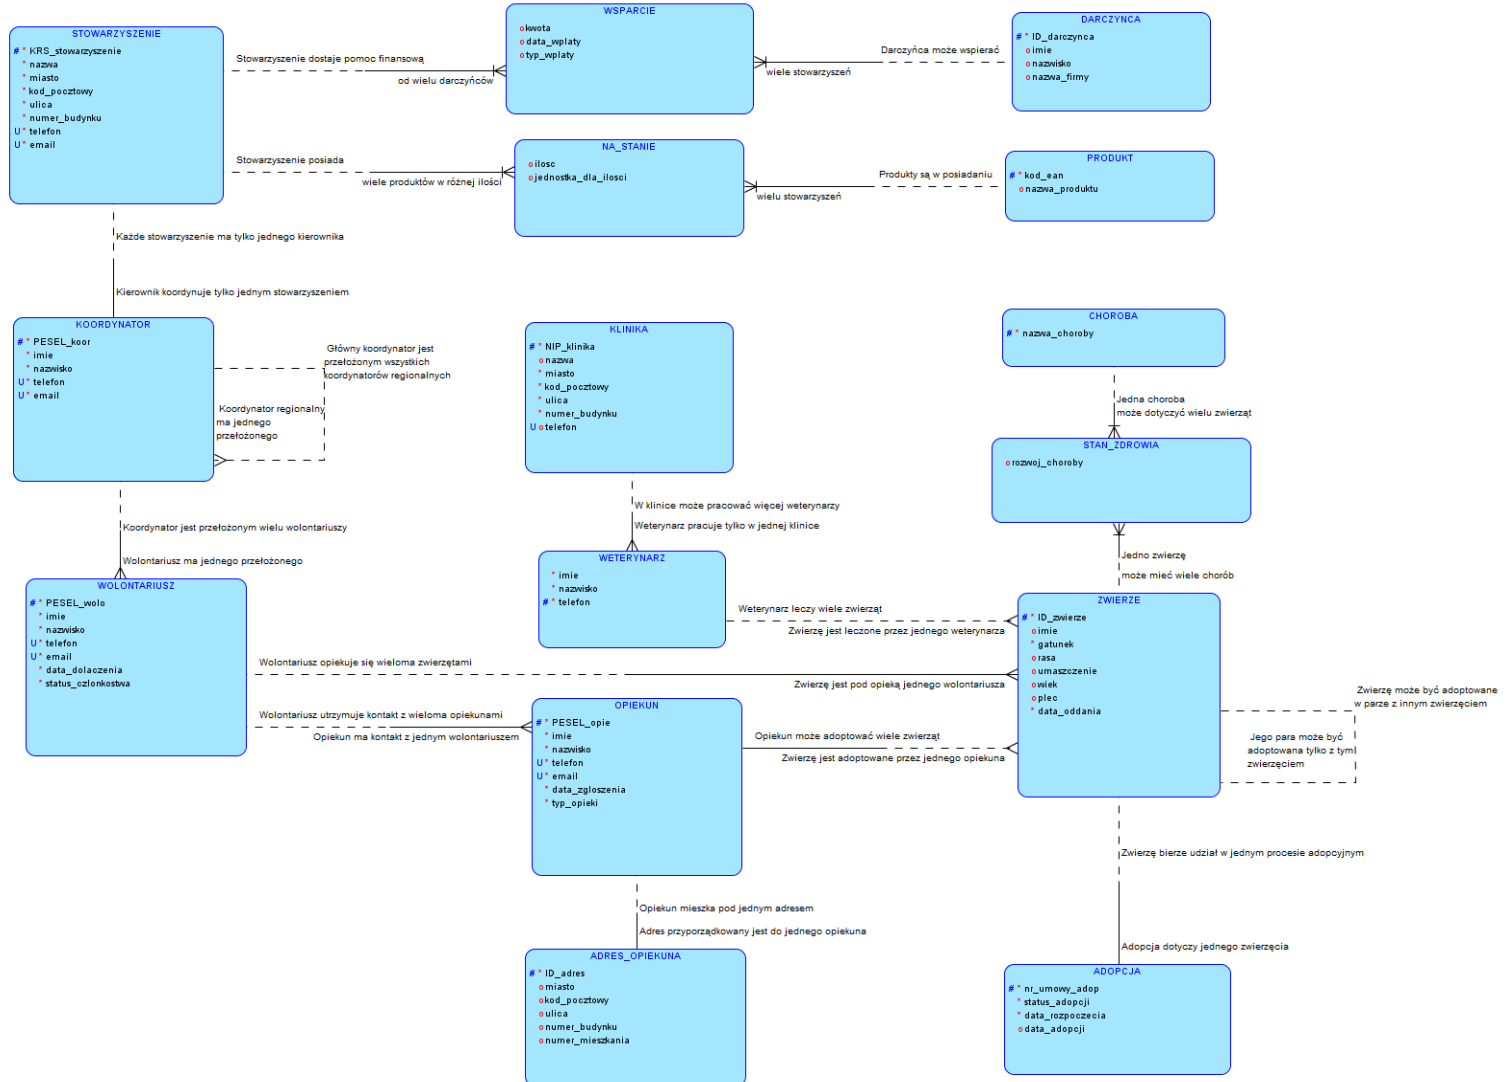 STOWARZYSZENIE
# * KRS_stowarzyszenie
* nazwa
* miasto
* kod_pocztowy
* ulica
* numer_budynku
U * telefon
U * email
Stowarzyszenie dostaje pomoc finansową
od wielu darczyńców
WSPARCIE
o kwota
o data_wplaty
o typ_wplaty
Darczyńca może wspierać
wiele stowarzyszeń
DARCZYNCA
# * ID_darczynca
o imie
o nazwisko
o nazwa_firmy
Stowarzyszenie posiada
wiele produktów w różnej ilości
NA_STANIE
o ilosc
o jednostka_dla_ilosci
Produkty są w posiadaniu
wielu stowarzyszeń
PRODUKT
# * kod_ean
o nazwa_produktu
Każde stowarzyszenie ma tylko jednego kierownika
Kierownik koordynuje tylko jednym stowarzyszeniem
KOORDYNATOR
# * PESEL_koor
* imie
* nazwisko
U * telefon
U * email
Główny koordynator jest
przełożonym wszystkich
koordynatorów regionalnych
Koordynator regionalny
ma jednego
przełożonego
KLINIKA
# * NIP_klinika
o nazwa
* miasto
* kod_pocztowy
* ulica
* numer_budynku
U o telefon
CHOROBA
# * nazwa_choroby
Jedna choroba
może dotyczyć wielu zwierząt
STAN_ZDROWIA
o rozwoj_choroby
Jedno zwierzę
może mieć wiele chorób
Koordynator jest przełożonym wielu wolontariuszy
Wolontariusz ma jednego przełożonego
W klinice może pracować więcej weterynarzy
Weterynarz pracuje tylko w jednej klinice
WETERYNARZ
* imie
* nazwisko
# * telefon
Weterynarz leczy wiele zwierząt
Zwierzę jest leczone przez jednego weterynarza
WOLONTARIUSZ
# * PESEL_wolo
* imie
* nazwisko
U * telefon
U * email
* data_dolaczenia
* status_czlonkostwa
Wolontariusz opiekuje się wieloma zwierzętami
Zwierzę jest pod opieką jednego wolontariusza
Wolontariusz utrzymuje kontakt z wieloma opiekunami
Opiekun ma kontakt z jednym wolontariuszem
ZWIERZE
# * ID_zwierze
o imie
* gatunek
o rasa
o umaszczenie
o wiek
o plec
* data_oddania
Zwierzę może być adoptowane
w parze z innym zwierzęciem
Jego para może być
adoptowana tylko z tym
zwierzęciem
OPIEKUN
# * PESEL_opie
* imie
* nazwisko
U * telefon
U * email
* data_zgloszenia
* typ_opieki
Opiekun może adoptować wiele zwierząt
Zwierzę jest adoptowane przez jednego opiekuna
Opiekun mieszka pod jednym adresem
Adres przyporządkowany jest do jednego opiekuna
ADRES_OPIEKUNA
# * ID_adres
o miasto
o kod_pocztowy
o ulica
o numer_budynku
o numer_mieszkania
Zwierzę bierze udział w jednym procesie adopcyjnym
Adopcja dotyczy jednego zwierzęcia
ADOPCJA
# * nr_umowy_adop
* status_adopcji
* data_rozpoczecia
o data_adopcji